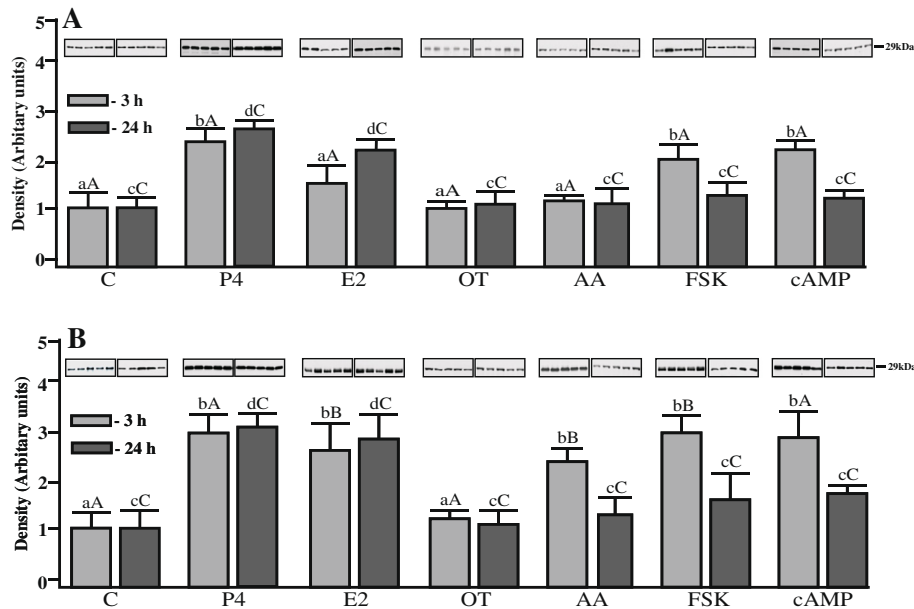 A
Density (Arbitary units)
5
4
3
2
1
0
29kDa
- 3 h
- 24 h
aA cC bA dC aA dC aA cC aA cC bA cC bA cC
C P4 E2 OT AA FSK cAMP
B
Density (Arbitary units)
5
4
3
2
1
0
29kDa
- 3 h
- 24 h
aA cC bA dC bB dC aA cC bB cC bB cC bA cC
C P4 E2 OT AA FSK cAMP